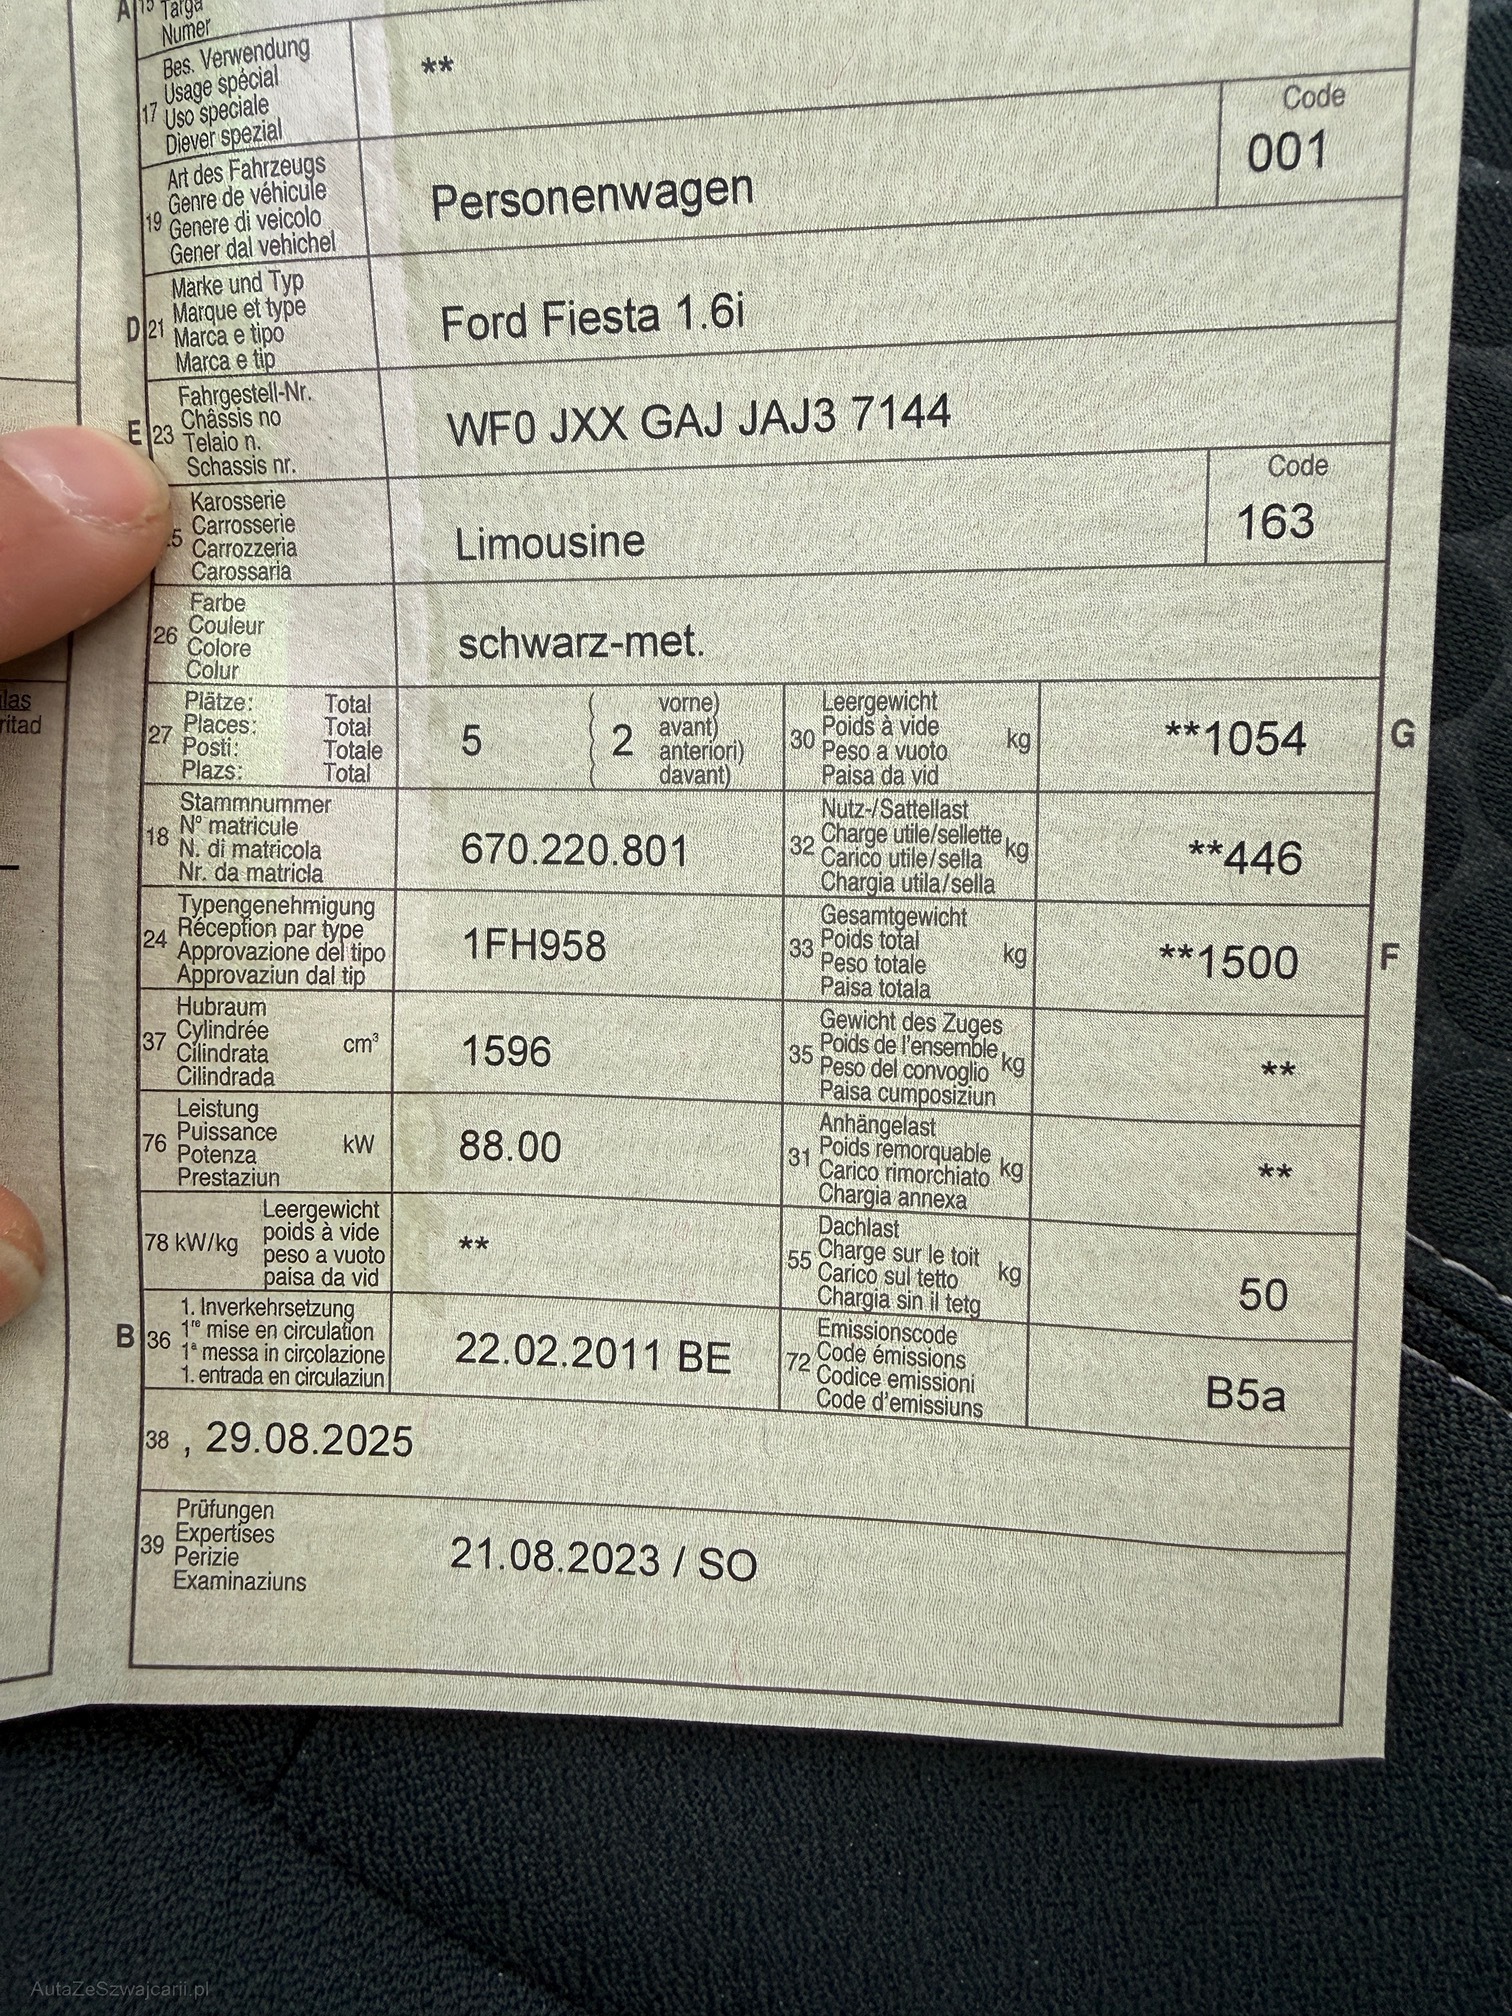 A 15 Targa
Numer
Bes. Verwendung
Usage spécial
17 Uso speciale
Diever spezial
**
Art des Fahrzeugs
Genre de véhicule
19 Genere di veicolo
Gener dal vehichel
Personenwagen
Code
001
Marke und Typ
Marque et type
D 21 Marca e tipo
Marca e tip
Ford Fiesta 1.6i
Fahrgestell-Nr.
Châssis no
E 23 Telaio n.
Schassis nr.
WF0 JXX GAJ JAJ3 7144
Karosserie
Carrosserie
5 Carrozzeria
Carossaria
Limousine
Code
163
Farbe
26 Couleur
Colore
Colur
schwarz-met.
Plätze: Total
27 Places: Total
Posti: Totale
Plazs: Total
5
( 2 vorne)
avant)
anteriori)
davant)
Leergewicht
30 Poids à vide kg
Peso a vuoto
Paisa da vid
**1054
G
Stammnummer
18 N° matricule
N. di matricola
Nr. da matricla
670.220.801
Nutz-/Sattellast
32 Charge utile/sellette kg
Carico utile/sella
Chargia utila/sella
**446
Typengenehmigung
24 Réception par type
Approvazione del tipo
Approvaziun dal tip
1FH958
Gesamtgewicht
33 Poids total kg
Peso totale
Paisa totala
**1500
F
Hubraum
37 Cylindrée cm³
Cilindrata
Cilindrada
1596
Gewicht des Zuges
35 Poids de l'ensemble kg
Peso del convoglio
Paisa cumposiziun
**
Leistung
76 Puissance kW
Potenza
Prestaziun
88.00
Anhängelast
31 Poids remorquable kg
Carico rimorchiato
Chargia annexa
**
Leergewicht
78 kW/kg poids à vide
peso a vuoto
paisa da vid
**
Dachlast
55 Charge sur le toit kg
Carico sul tetto
Chargia sin il tetg
50
1. Inverkehrsetzung
B 36 1re mise en circulation
1a messa in circolazione
1. entrada en circulaziun
22.02.2011 BE
Emissionscode
72 Code émissions
Codice emissioni
Code d'emissiuns
B5a
38 , 29.08.2025
Prüfungen
39 Expertises
Perizie
Examinaziuns
21.08.2023 / SO
las
ritad
AutaZeSzwajcarii.pl